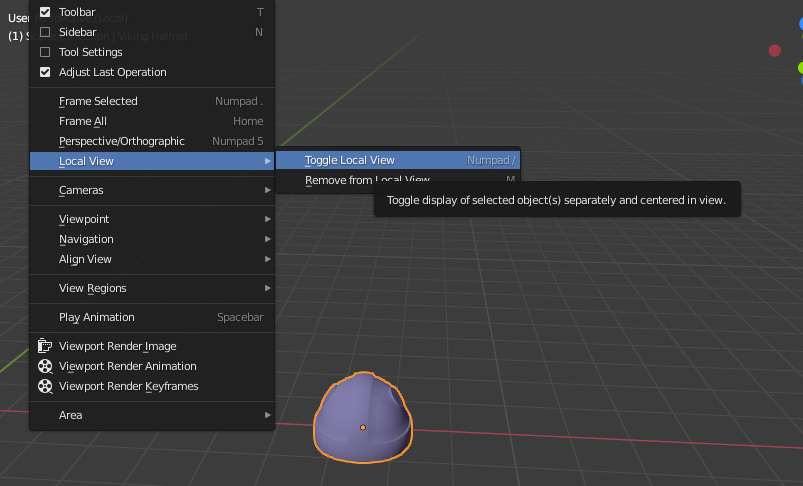 User Perspective (Local)
(1) Scene Collection | Viking Helmet
Toolbar T
Sidebar N
Tool Settings
Adjust Last Operation
Frame Selected Numpad .
Frame All Home
Perspective/Orthographic Numpad 5
Local View
Toggle Local View Numpad /
Remove from Local View M
Toggle display of selected object(s) separately and centered in view.
Cameras
Viewpoint
Navigation
Align View
View Regions
Play Animation Spacebar
Viewport Render Image
Viewport Render Animation
Viewport Render Keyframes
Area